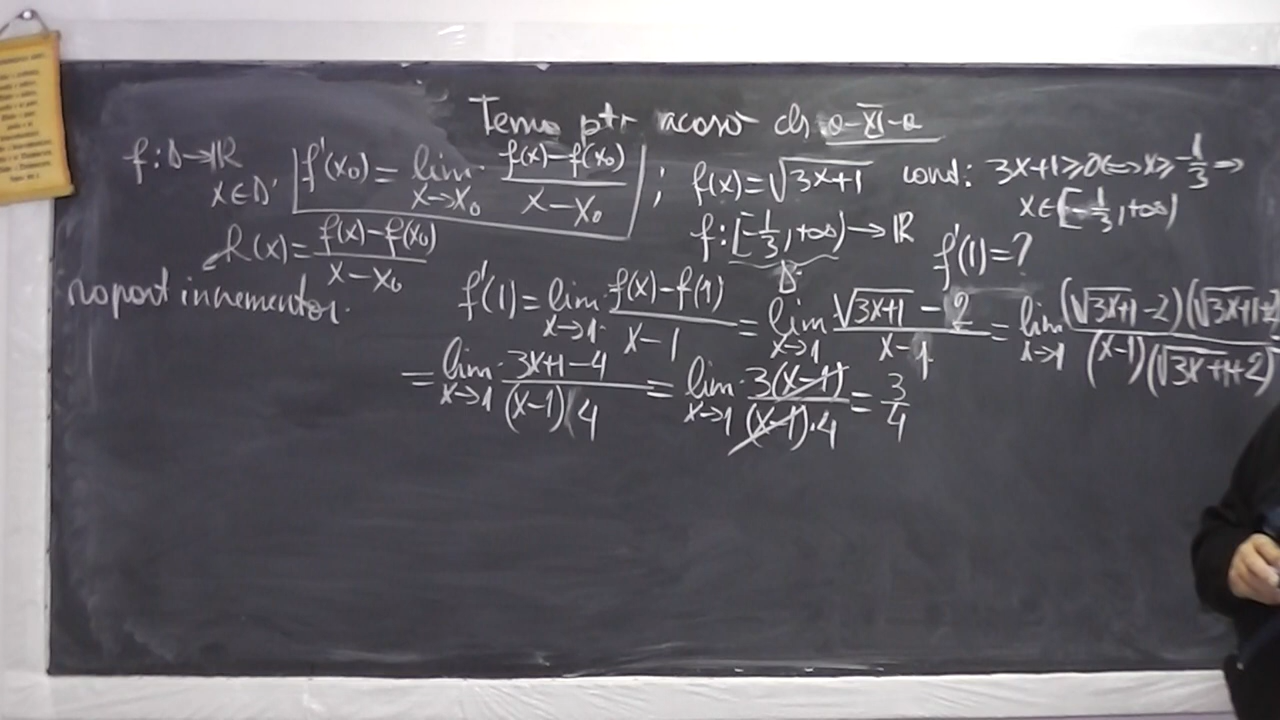 Tema ptr acasă cls a-XI-a
f: D→ℝ  x∈D.  f'(x₀) = lim_{x→x₀} (f(x)−f(x₀))/(x−x₀) ; f(x) = √(3x+1)  cond: 3x+1≥0 ⇔ x≥ −1/3 ⇒
x∈[−1/3, +∞)
R(x) = (f(x)−f(x₀))/(x−x₀)  f: [−1/3, +∞) → ℝ  f'(1)=?
D
raport incrementar.
f'(1) = lim_{x→1} (f(x)−f(1))/(x−1) = lim_{x→1} (√(3x+1) − 2)/(x−1) = lim_{x→1} ((√(3x+1)−2)(√(3x+1)+2)/((x−1)(√(3x+1)+2)
= lim_{x→1} (3x+1−4)/((x−1)4) = lim_{x→1} 3(x−1)/((x−1)·4) = 3/4